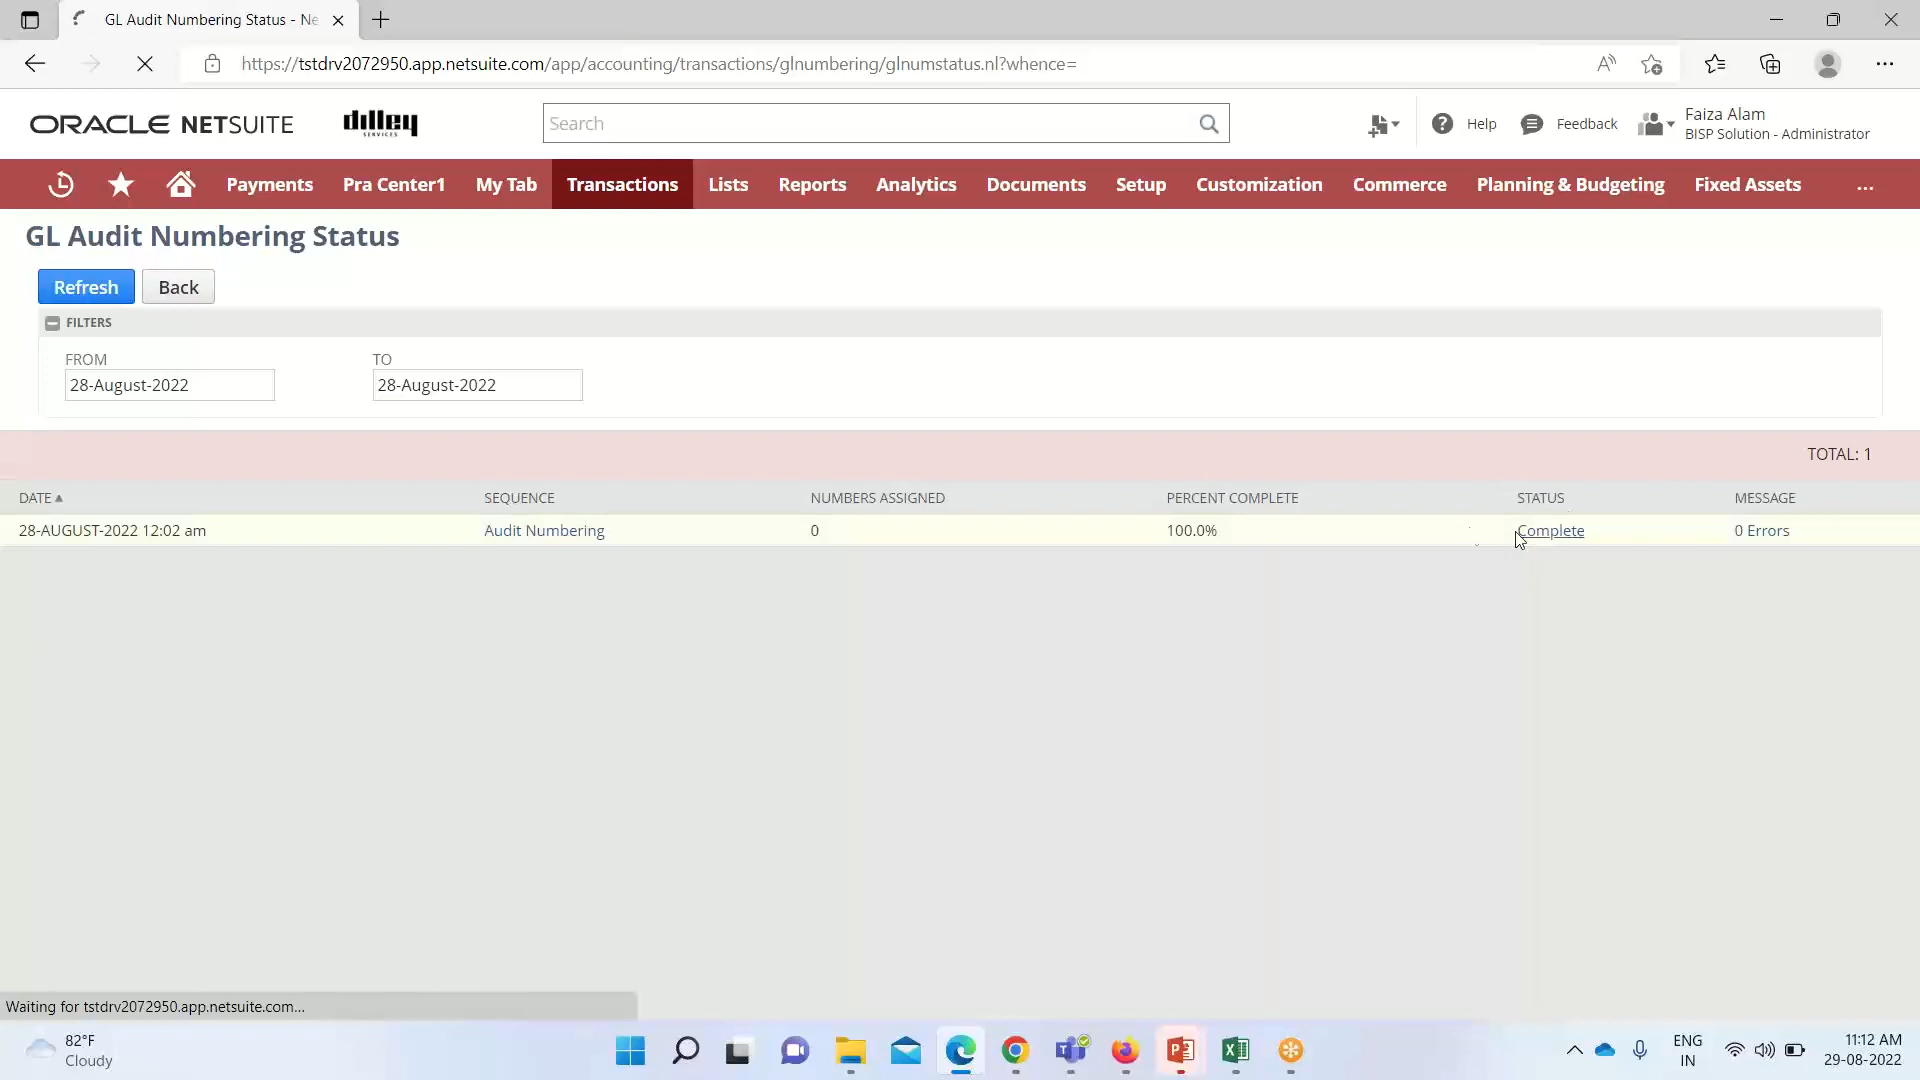 GL Audit Numbering Status - Ne
https://tstdrv2072950.app.netsuite.com/app/accounting/transactions/glnumbering/glnumstatus.nl?whence=
ORACLE NETSUITE
dilley
SERVICES
Search
Help
Feedback
Faiza Alam
BISP Solution - Administrator
Payments Pra Center1 My Tab Transactions Lists Reports Analytics Documents Setup Customization Commerce Planning & Budgeting Fixed Assets ...
GL Audit Numbering Status
Refresh Back
FILTERS
FROM TO
28-August-2022 28-August-2022
TOTAL: 1
DATE SEQUENCE NUMBERS ASSIGNED PERCENT COMPLETE STATUS MESSAGE
28-AUGUST-2022 12:02 am Audit Numbering 0 100.0% Complete 0 Errors
Waiting for tstdrv2072950.app.netsuite.com...
82°F
Cloudy
ENG
IN
11:12 AM
29-08-2022